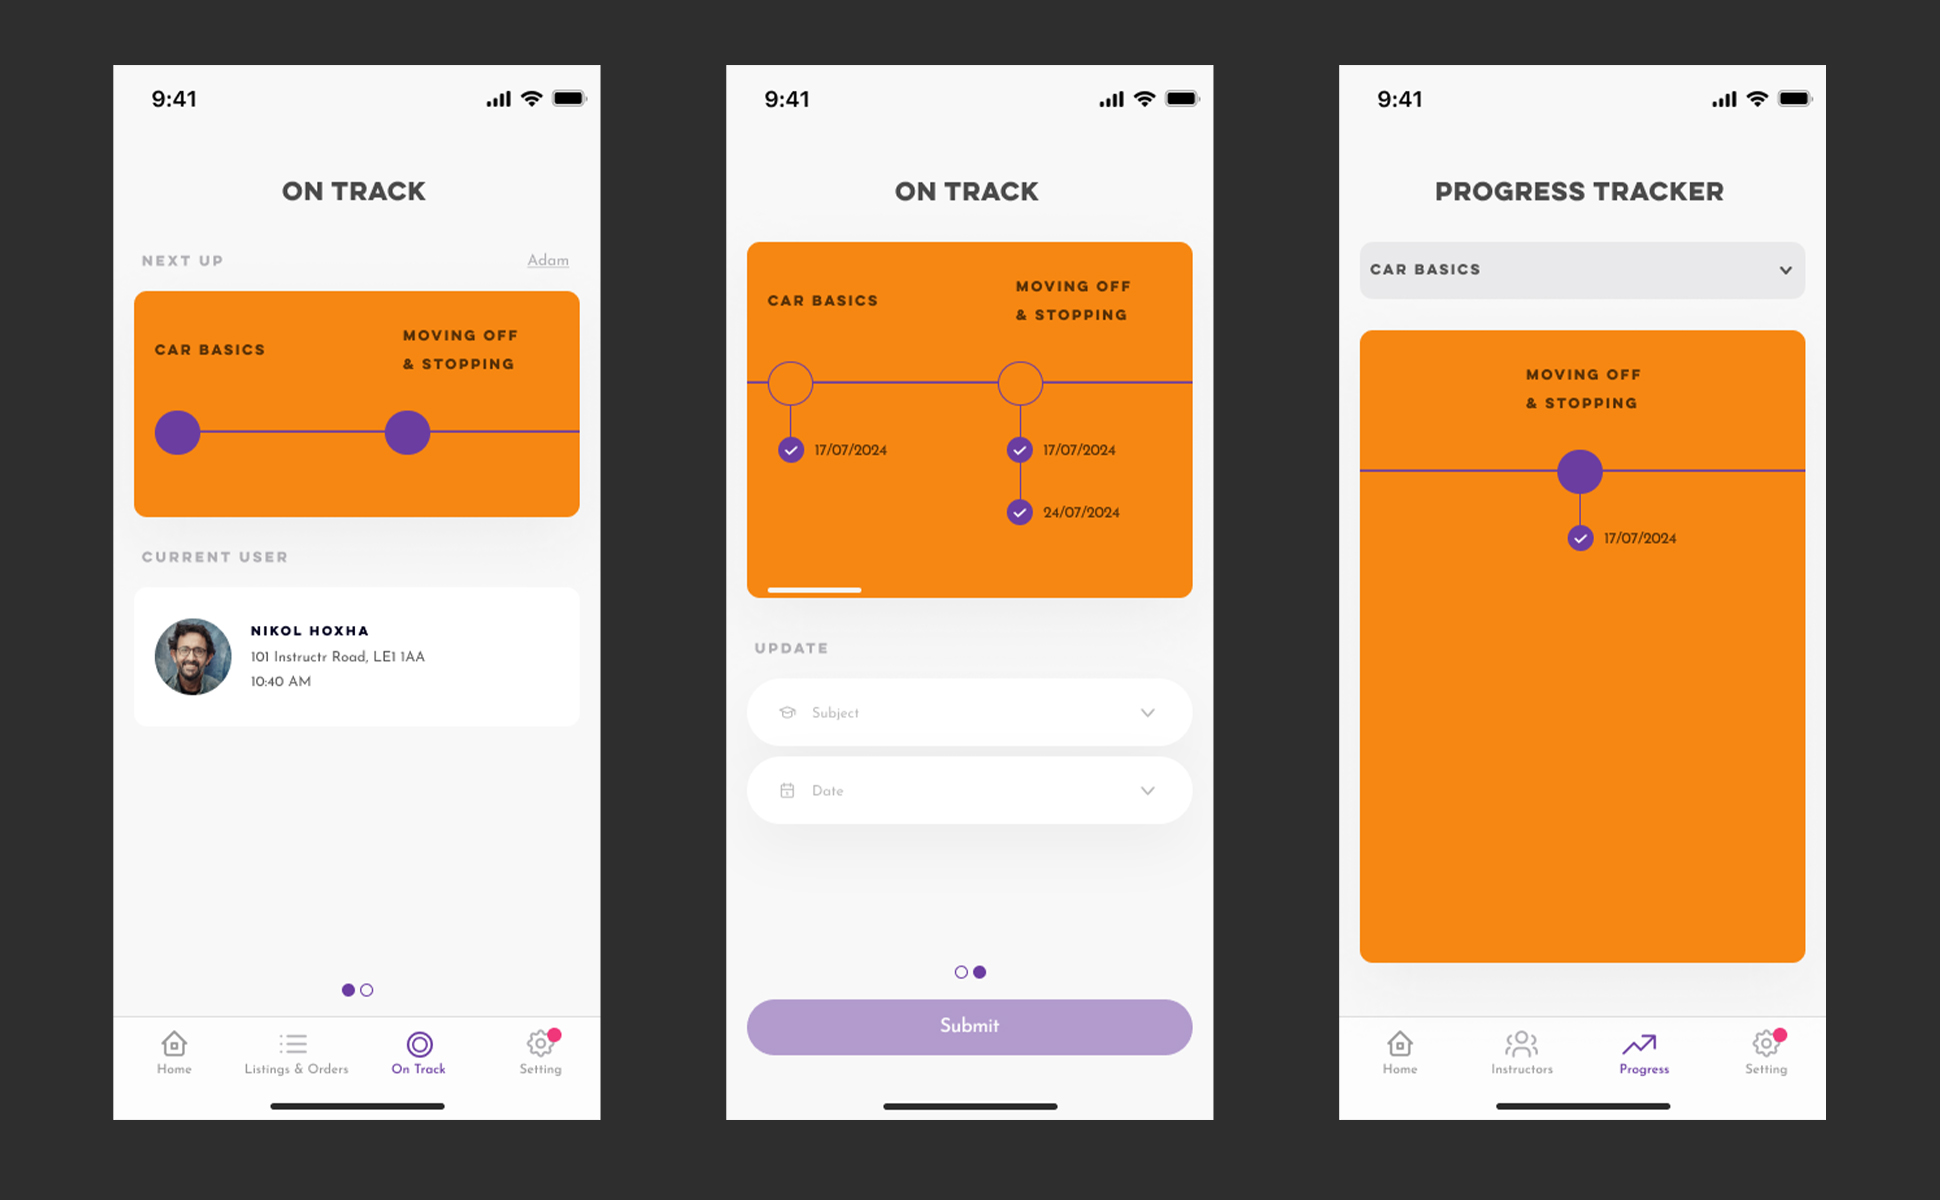 9:41
ON TRACK
NEXT UP
Adam
CAR BASICS
MOVING OFF
& STOPPING
CURRENT USER
NIKOL HOXHA
101 Instructr Road, LE1 1AA
10:40 AM
Home
Listings & Orders
On Track
Setting
9:41
ON TRACK
CAR BASICS
MOVING OFF
& STOPPING
17/07/2024
17/07/2024
24/07/2024
UPDATE
Subject
Date
Submit
9:41
PROGRESS TRACKER
CAR BASICS
MOVING OFF
& STOPPING
17/07/2024
Home
Instructors
Progress
Setting